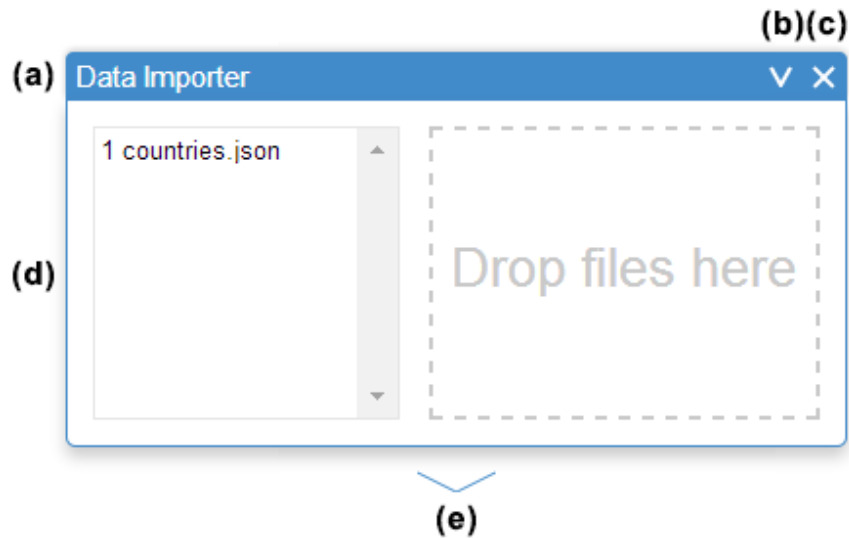 (b)(c)
(a) Data Importer
1 countries.json
(d) Drop files here
(e)